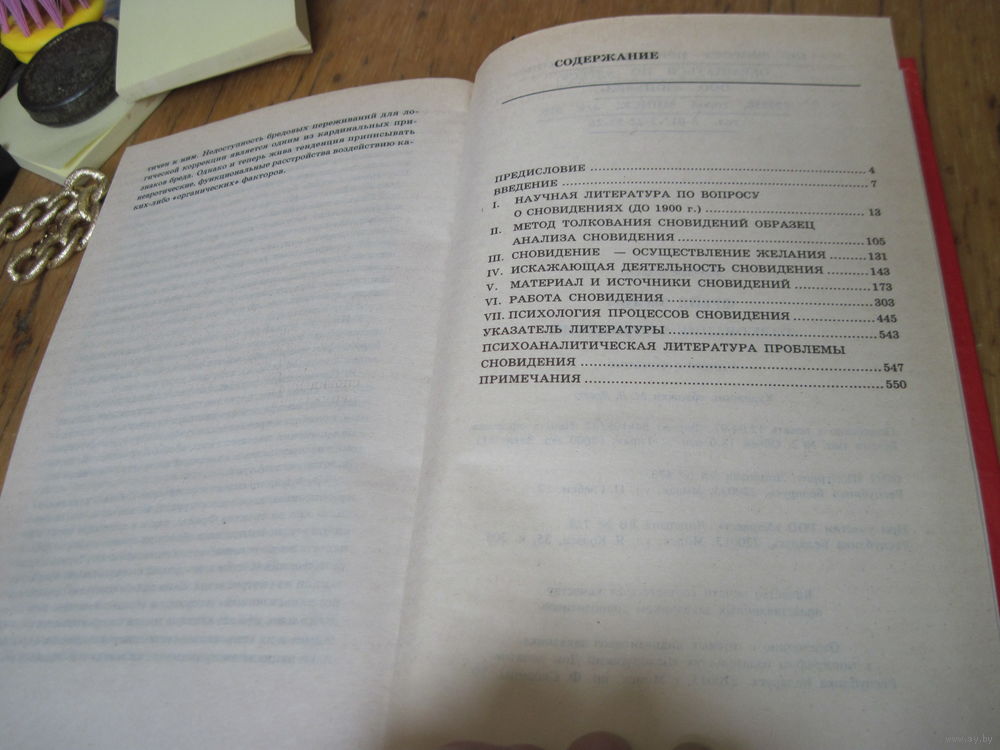 тичен к ним. Недоступность бредовых переживаний для ло-
гической коррекции является одним из кардинальных при-
знаков бреда. Однако и теперь жива тенденция приписывать
невротические, функциональные расстройства воздействию ка-
ких-либо «органических» факторов.
СОДЕРЖАНИЕ
ПРЕДИСЛОВИЕ ........ 4
ВВЕДЕНИЕ ........ 7
I. НАУЧНАЯ ЛИТЕРАТУРА ПО ВОПРОСУ
О СНОВИДЕНИЯХ (ДО 1900 г.) ........ 13
II. МЕТОД ТОЛКОВАНИЯ СНОВИДЕНИЙ ОБРАЗЕЦ
АНАЛИЗА СНОВИДЕНИЯ ........ 105
III. СНОВИДЕНИЕ — ОСУЩЕСТВЛЕНИЕ ЖЕЛАНИЯ ........ 131
IV. ИСКАЖАЮЩАЯ ДЕЯТЕЛЬНОСТЬ СНОВИДЕНИЯ ........ 143
V. МАТЕРИАЛ И ИСТОЧНИКИ СНОВИДЕНИЙ ........ 173
VI. РАБОТА СНОВИДЕНИЯ ........ 303
VII. ПСИХОЛОГИЯ ПРОЦЕССОВ СНОВИДЕНИЯ ........ 445
УКАЗАТЕЛЬ ЛИТЕРАТУРЫ ........ 543
ПСИХОАНАЛИТИЧЕСКАЯ ЛИТЕРАТУРА ПРОБЛЕМЫ
СНОВИДЕНИЯ ........ 547
ПРИМЕЧАНИЯ ........ 550
www.ay.by